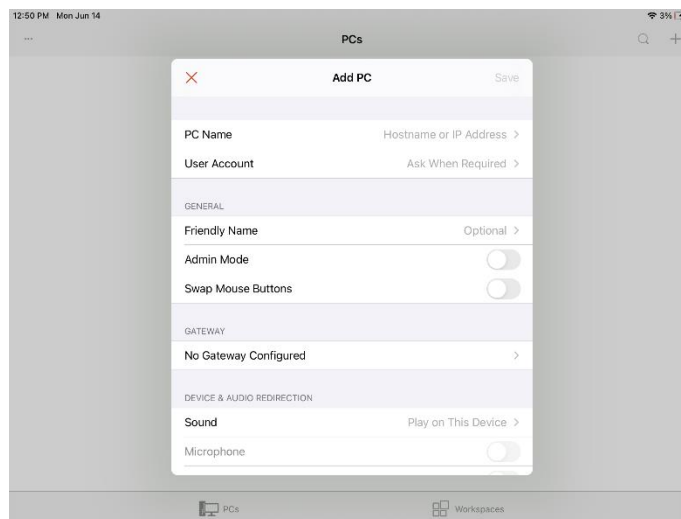 12:50 PM Mon Jun 14
3%
...
PCs
Add PC
Save
PC Name
Hostname or IP Address >
User Account
Ask When Required >
GENERAL
Friendly Name
Optional >
Admin Mode
Swap Mouse Buttons
GATEWAY
No Gateway Configured >
DEVICE & AUDIO REDIRECTION
Sound
Play on This Device >
Microphone
PCs
Workspaces